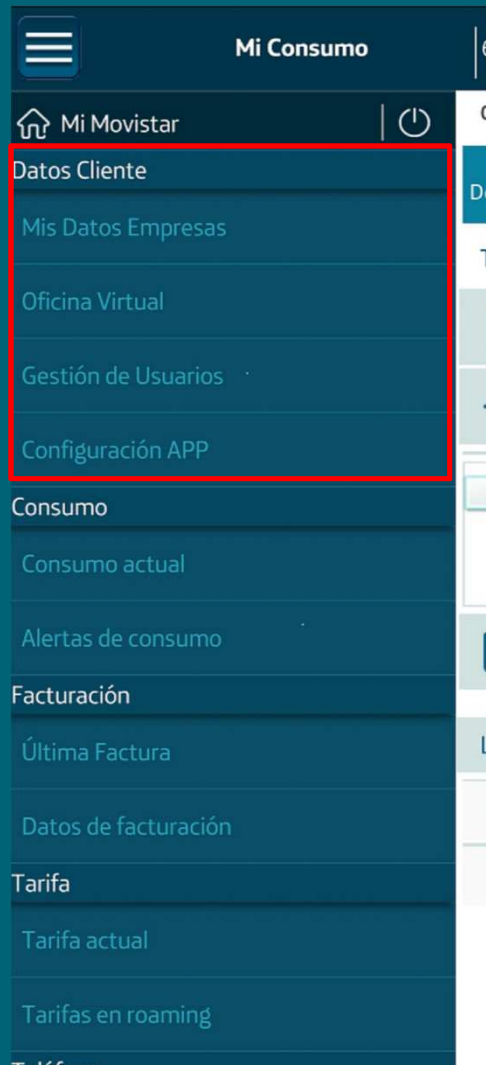 Mi Consumo
Mi Movistar
Datos Cliente
Mis Datos Empresas
Oficina Virtual
Gestión de Usuarios
Configuración APP
Consumo
Consumo actual
Alertas de consumo
Facturación
Última Factura
Datos de facturación
Tarifa
Tarifa actual
Tarifas en roaming